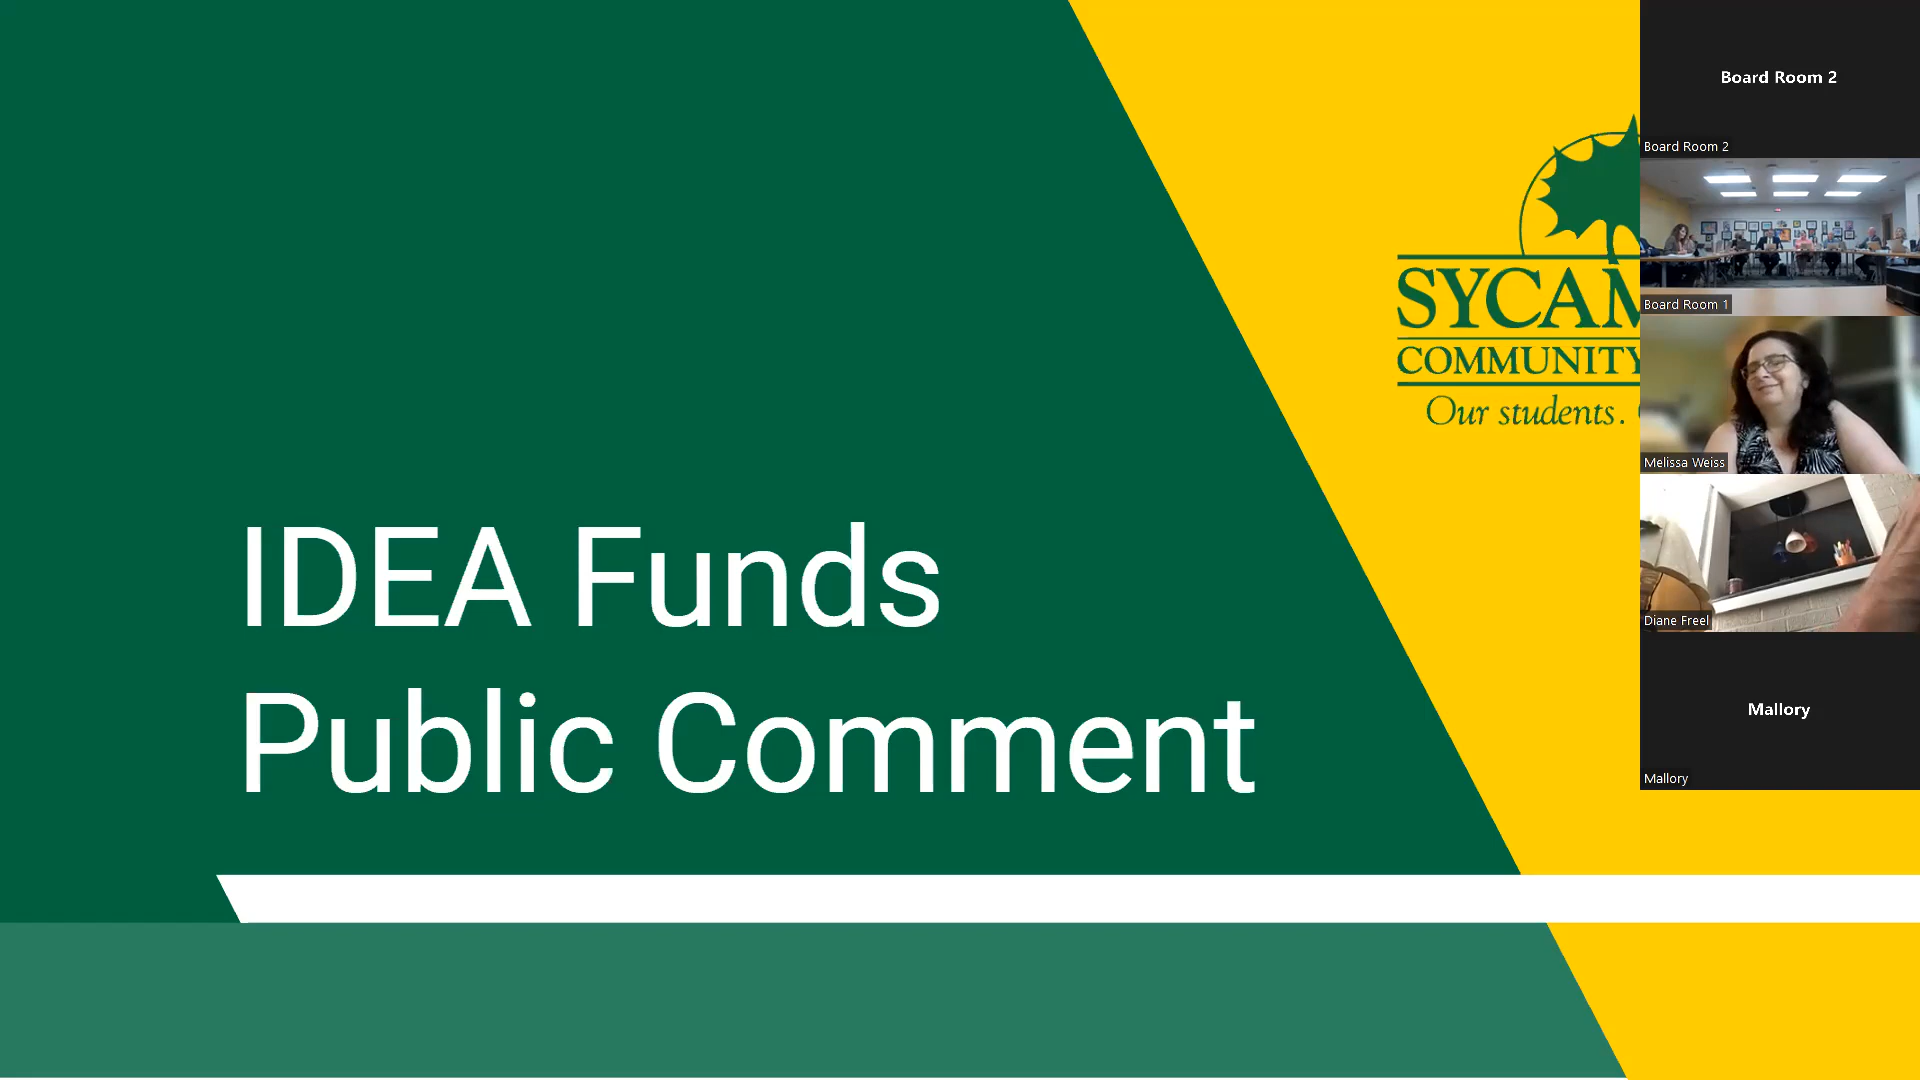 IDEA Funds
Public Comment
SYCAM
COMMUNITY
Our students.
Board Room 2
Board Room 2
Board Room 1
Melissa Weiss
Diane Freel
Mallory
Mallory